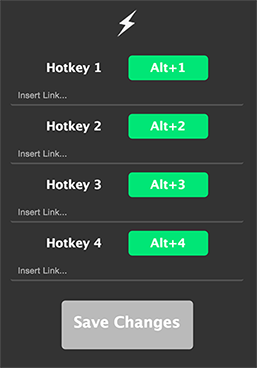 Hotkey 1 Alt+1
Insert Link...
Hotkey 2 Alt+2
Insert Link...
Hotkey 3 Alt+3
Insert Link...
Hotkey 4 Alt+4
Insert Link...
Save Changes